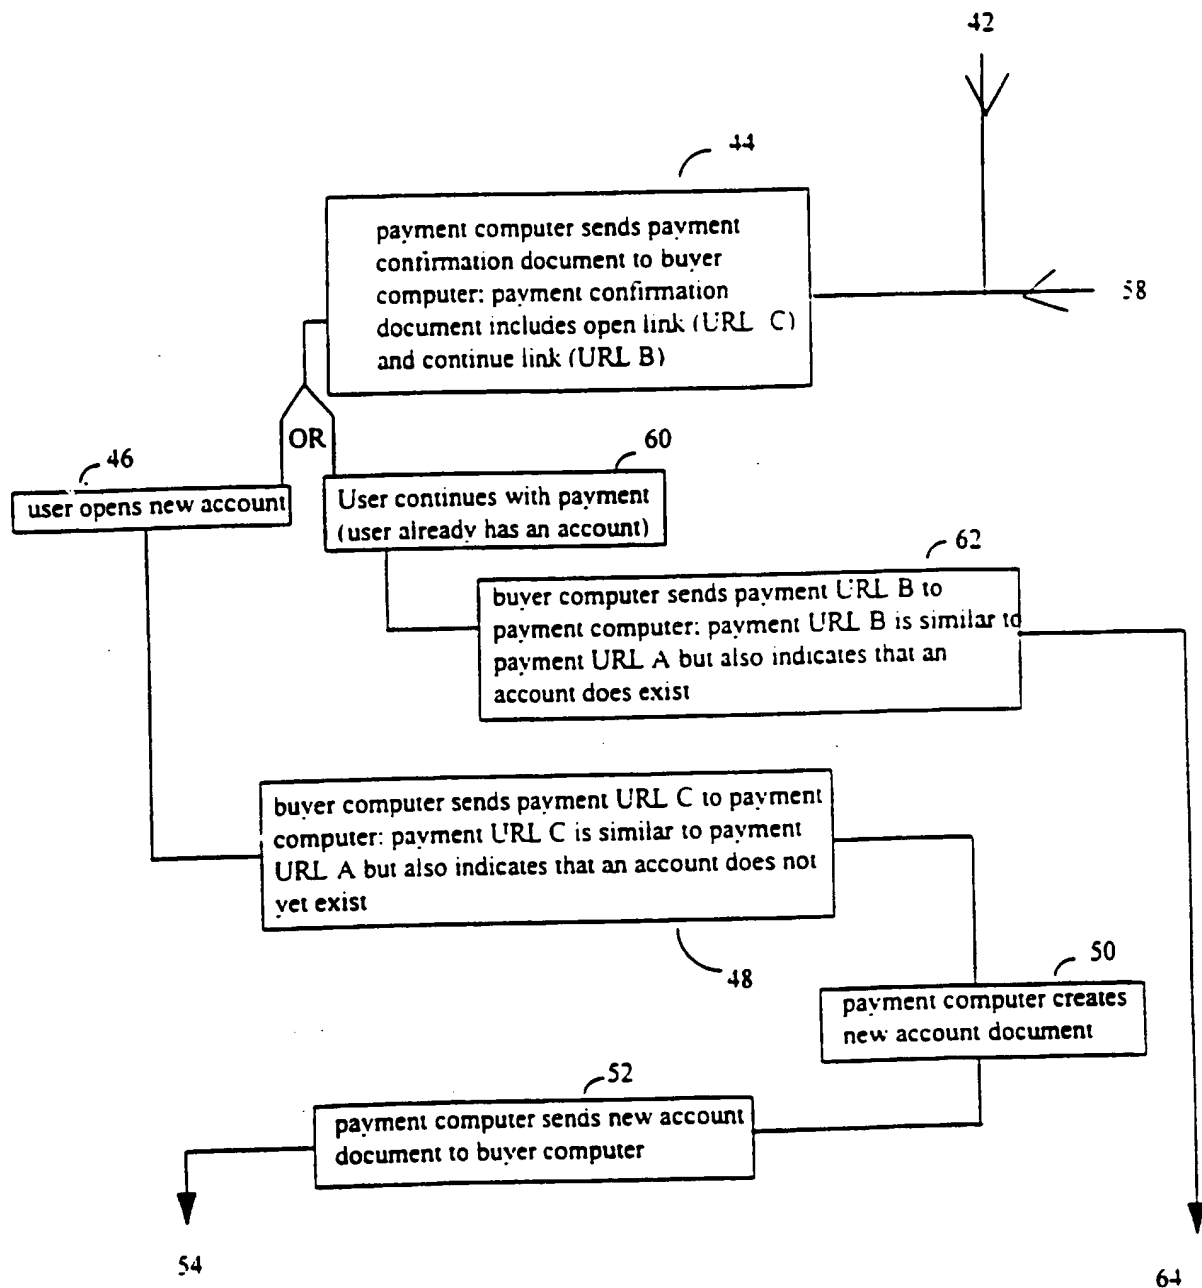 42
44
payment computer sends payment
confirmation document to buyer
computer: payment confirmation
document includes open link (URL C)
and continue link (URL B)
58
OR
46
user opens new account
60
User continues with payment
(user already has an account)
62
buyer computer sends payment URL B to
payment computer: payment URL B is similar to
payment URL A but also indicates that an
account does exist
buyer computer sends payment URL C to payment
computer: payment URL C is similar to payment
URL A but also indicates that an account does not
yet exist
48
50
payment computer creates
new account document
52
payment computer sends new account
document to buyer computer
54
64